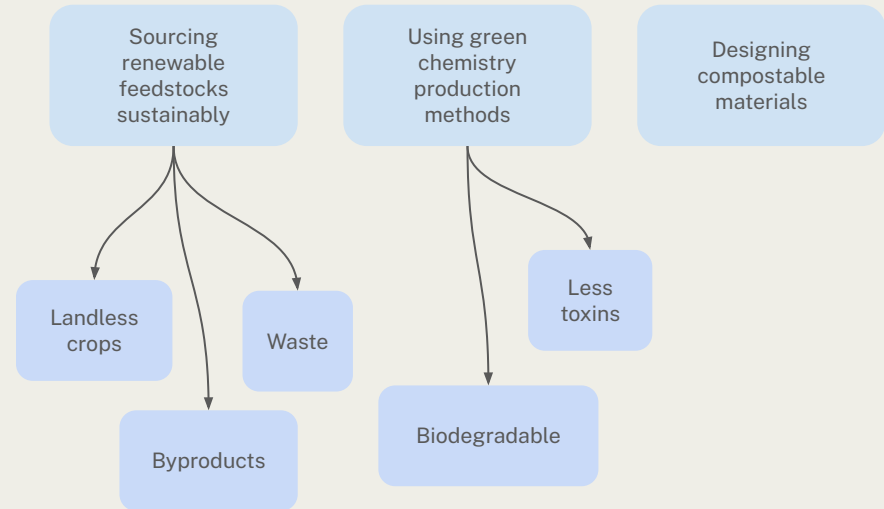 Sourcing
renewable
feedstocks
sustainably
Using green
chemistry
production
methods
Designing
compostable
materials
Landless
crops
Waste
Less
toxins
Byproducts
Biodegradable